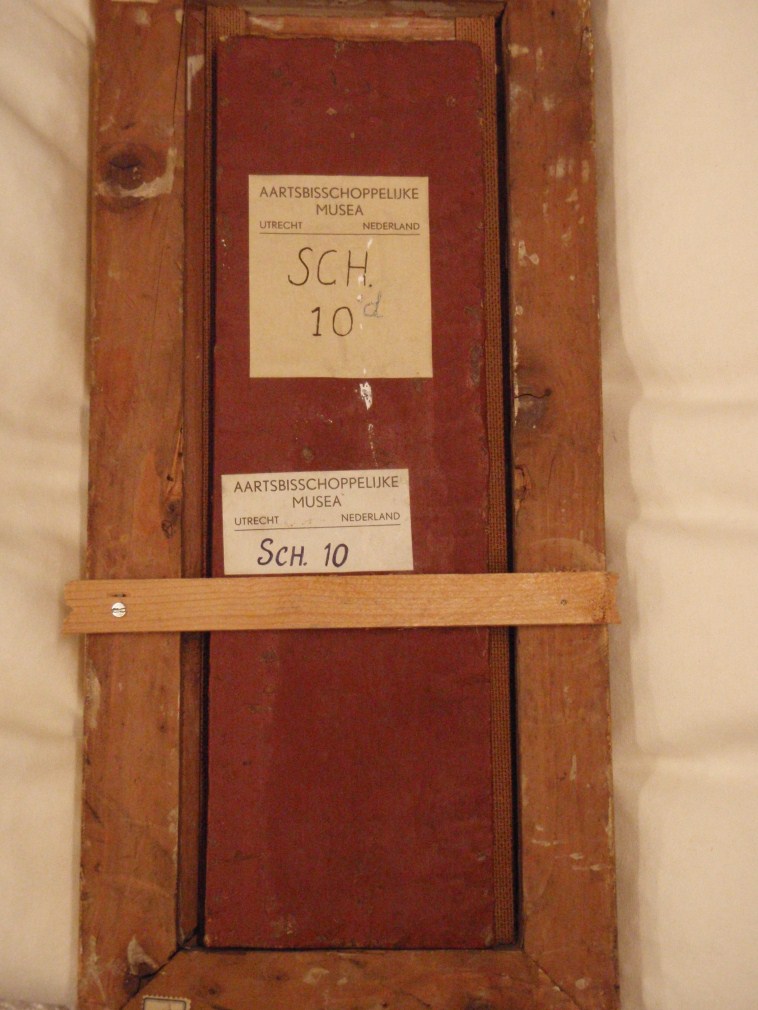 AARTSBISSCHOPPELIJKE
MUSEA
UTRECHT NEDERLAND
SCH.
10d
AARTSBISSCHOPPELIJKE
MUSEA
UTRECHT NEDERLAND
SCH. 10